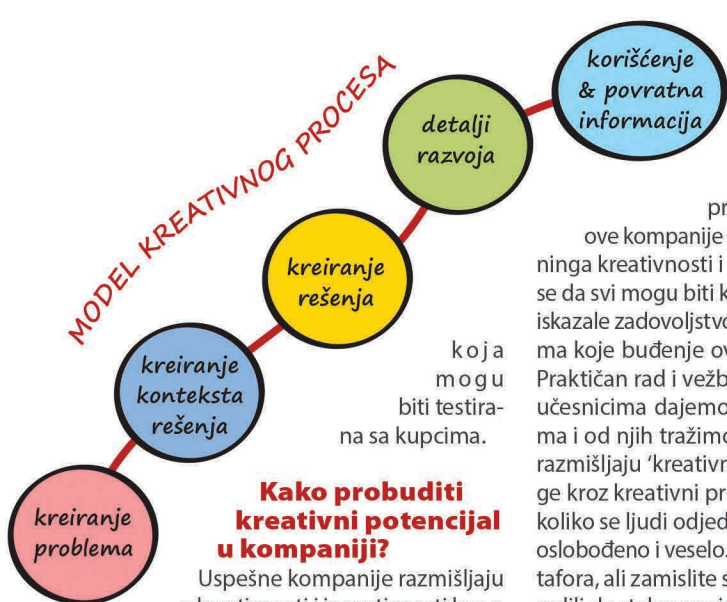 MODEL KREATIVNOG PROCESA
korišćenje
& povratna
informacija
detalji
razvoja
kreiranje
rešenja
kreiranje
konteksta
rešenja
kreiranje
problema
koja
mogu
biti testira-
na sa kupcima.
Kako probuditi
kreativni potencijal
u kompaniji?
Uspešne kompanije razmišljaju
pr
ove kompanije
ninga kreativnosti i
se da svi mogu biti k
iskazale zadovoljstvo
ma koje buđenje ov
Praktičan rad i vežb
učesnicima dajemo
ma i od njih tražimo
razmišljaju ‘kreativn
ge kroz kreativni pr
koliko se ljudi odjed
oslobođeno i veselo.
tafora, ali zamislite s